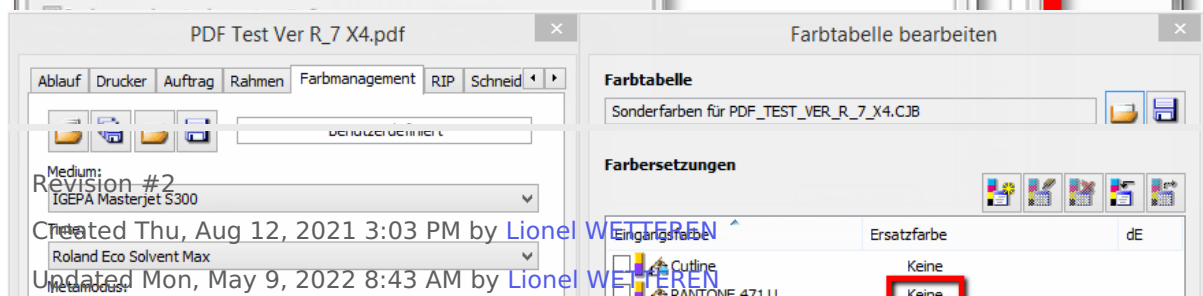 PDF Test Ver R_7 X4.pdf
Ablauf Drucker Auftrag Rahmen Farbmanagement RIP Schneid
Benutzerdefiniert
Medium:
IGEPA Masterjet S300
Tinte:
Roland Eco Solvent Max
Metamodus:
Revision #2
Created Thu, Aug 12, 2021 3:03 PM by Lionel WETTEREN
Updated Mon, May 9, 2022 8:43 AM by Lionel WETTEREN
Farbtabelle bearbeiten
Farbtabelle
Sonderfarben für PDF_TEST_VER_R_7_X4.CJB
Farbersetzungen
Eingangsfarbe Ersatzfarbe dE
Cutline Keine
PANTONE 471 U Keine